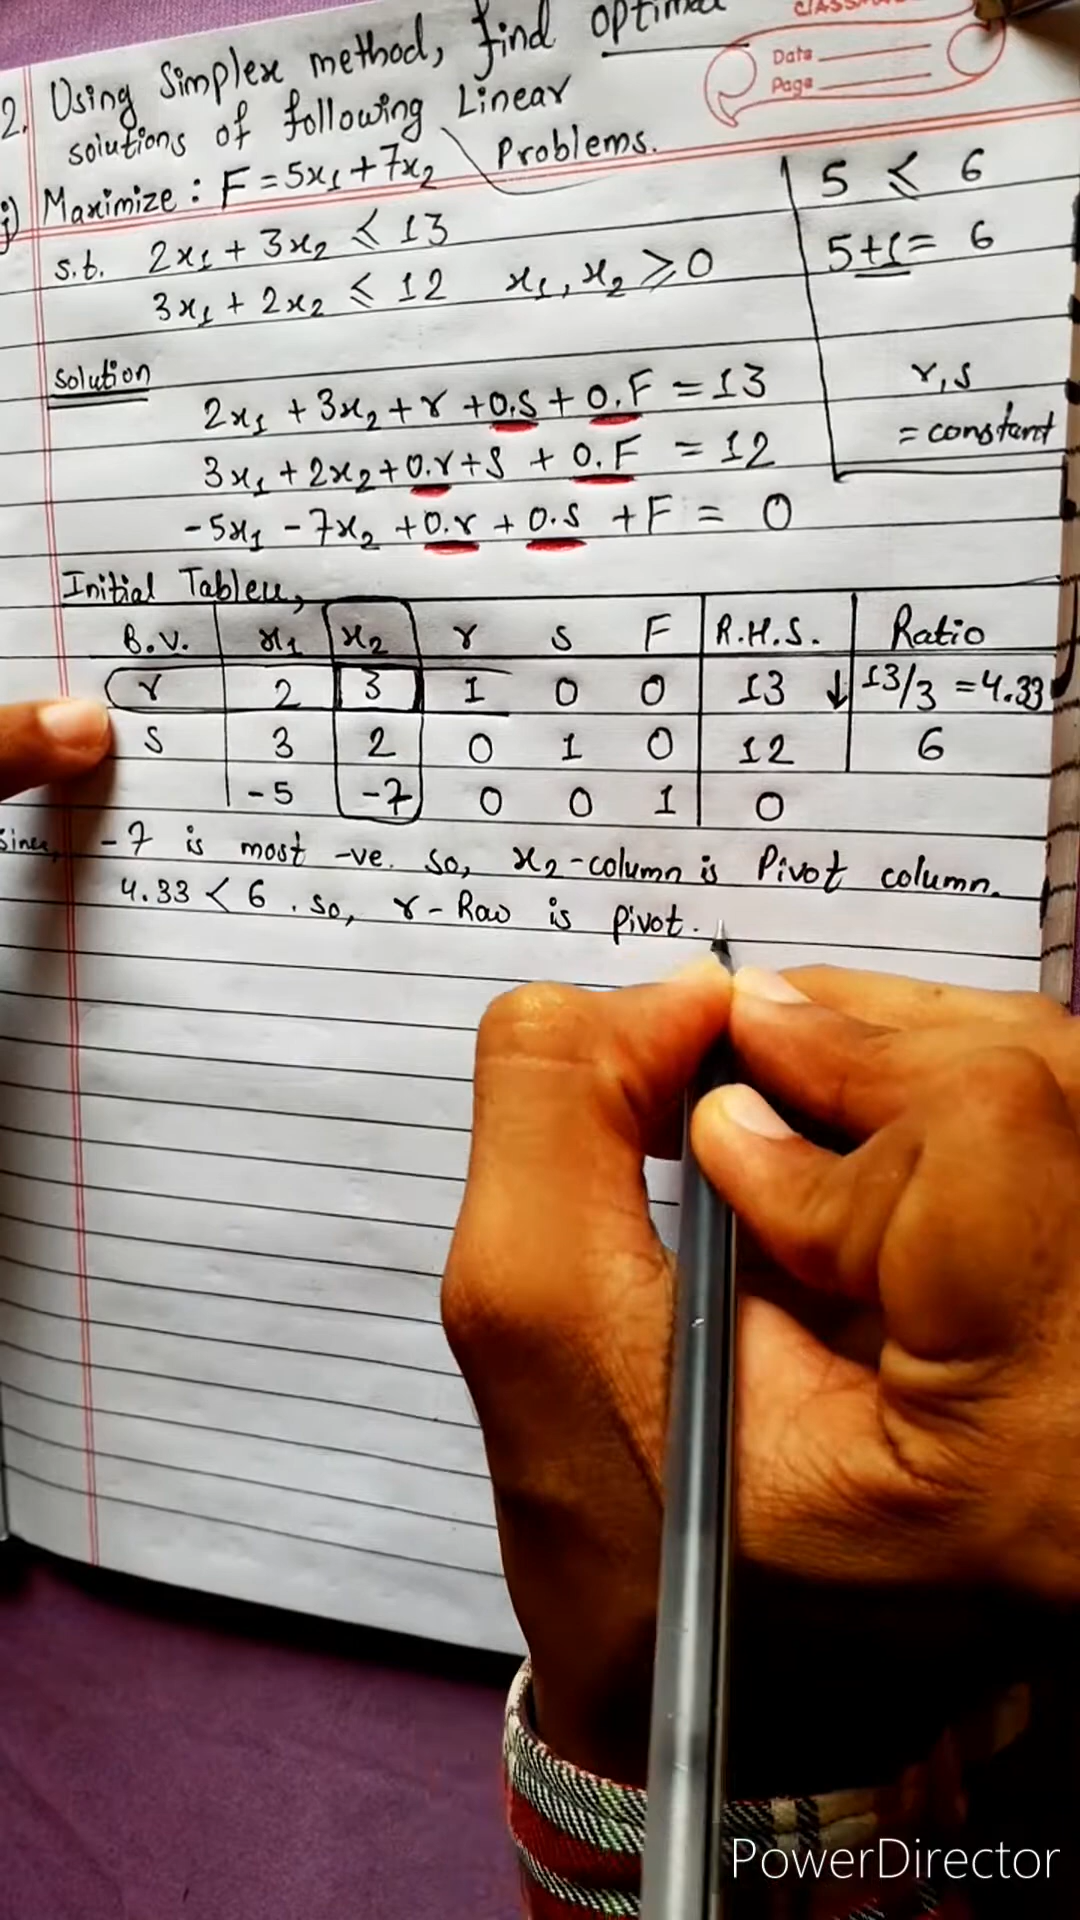 2. Using Simplex method, find optimal
solutions of following Linear
Problems.
i) Maximize : F = 5x₁ + 7x₂
s.t. 2x₁ + 3x₂ ≤ 13
3x₁ + 2x₂ ≤ 12 x₁, x₂ ≥ 0
5 ≤ 6
5+1 = 6
r, s
= constant
Date
Page
solution
2x₁ + 3x₂ + r + 0.s + 0.F = 13
3x₁ + 2x₂ + 0.r + s + 0.F = 12
-5x₁ - 7x₂ + 0.r + 0.s + F = 0
Initial Tableu,
B.V. x₁ x₂ r s F R.H.S. Ratio
r 2 3 1 0 0 13 ↓ 13/3 = 4.33
s 3 2 0 1 0 12 6
-5 -7 0 0 1 0
Since, -7 is most -ve. so, x₂-column is Pivot column.
4.33 < 6 . so, r-Row is pivot.
PowerDirector